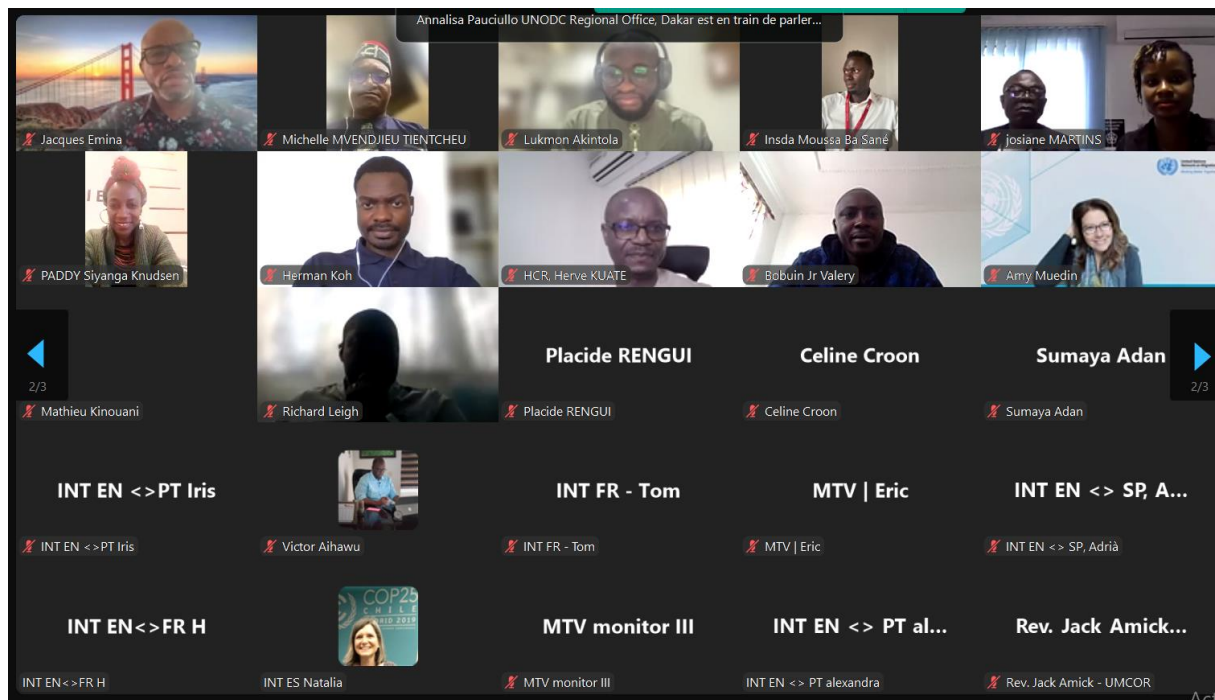 Annalisa Pauciullo UNODC Regional Office, Dakar est en train de parler...
Jacques Emina
Michelle MVENDJIEU TIENTCHEU
Lukmon Akintola
Insda Moussa Ba Sané
josiane MARTINS
PADDY Siyanga Knudsen
Herman Koh
HCR, Herve KUATE
Bobuin Jr Valery
United Nations
Amy Muedin
2/3
Placide RENGUI
Celine Croon
Sumaya Adan
2/3
Mathieu Kinouani
Richard Leigh
Placide RENGUI
Celine Croon
Sumaya Adan
INT EN <>PT Iris
INT FR - Tom
MTV | Eric
INT EN <> SP, A...
INT EN <>PT Iris
Victor Aihawu
INT FR - Tom
MTV | Eric
INT EN <> SP, Adrià
INT EN<>FR H
COP25
CHILE
MTV monitor III
INT EN <> PT al...
Rev. Jack Amick...
INT EN<>FR H
INT ES Natalia
MTV monitor III
INT EN <> PT alexandra
Rev. Jack Amick - UMCOR